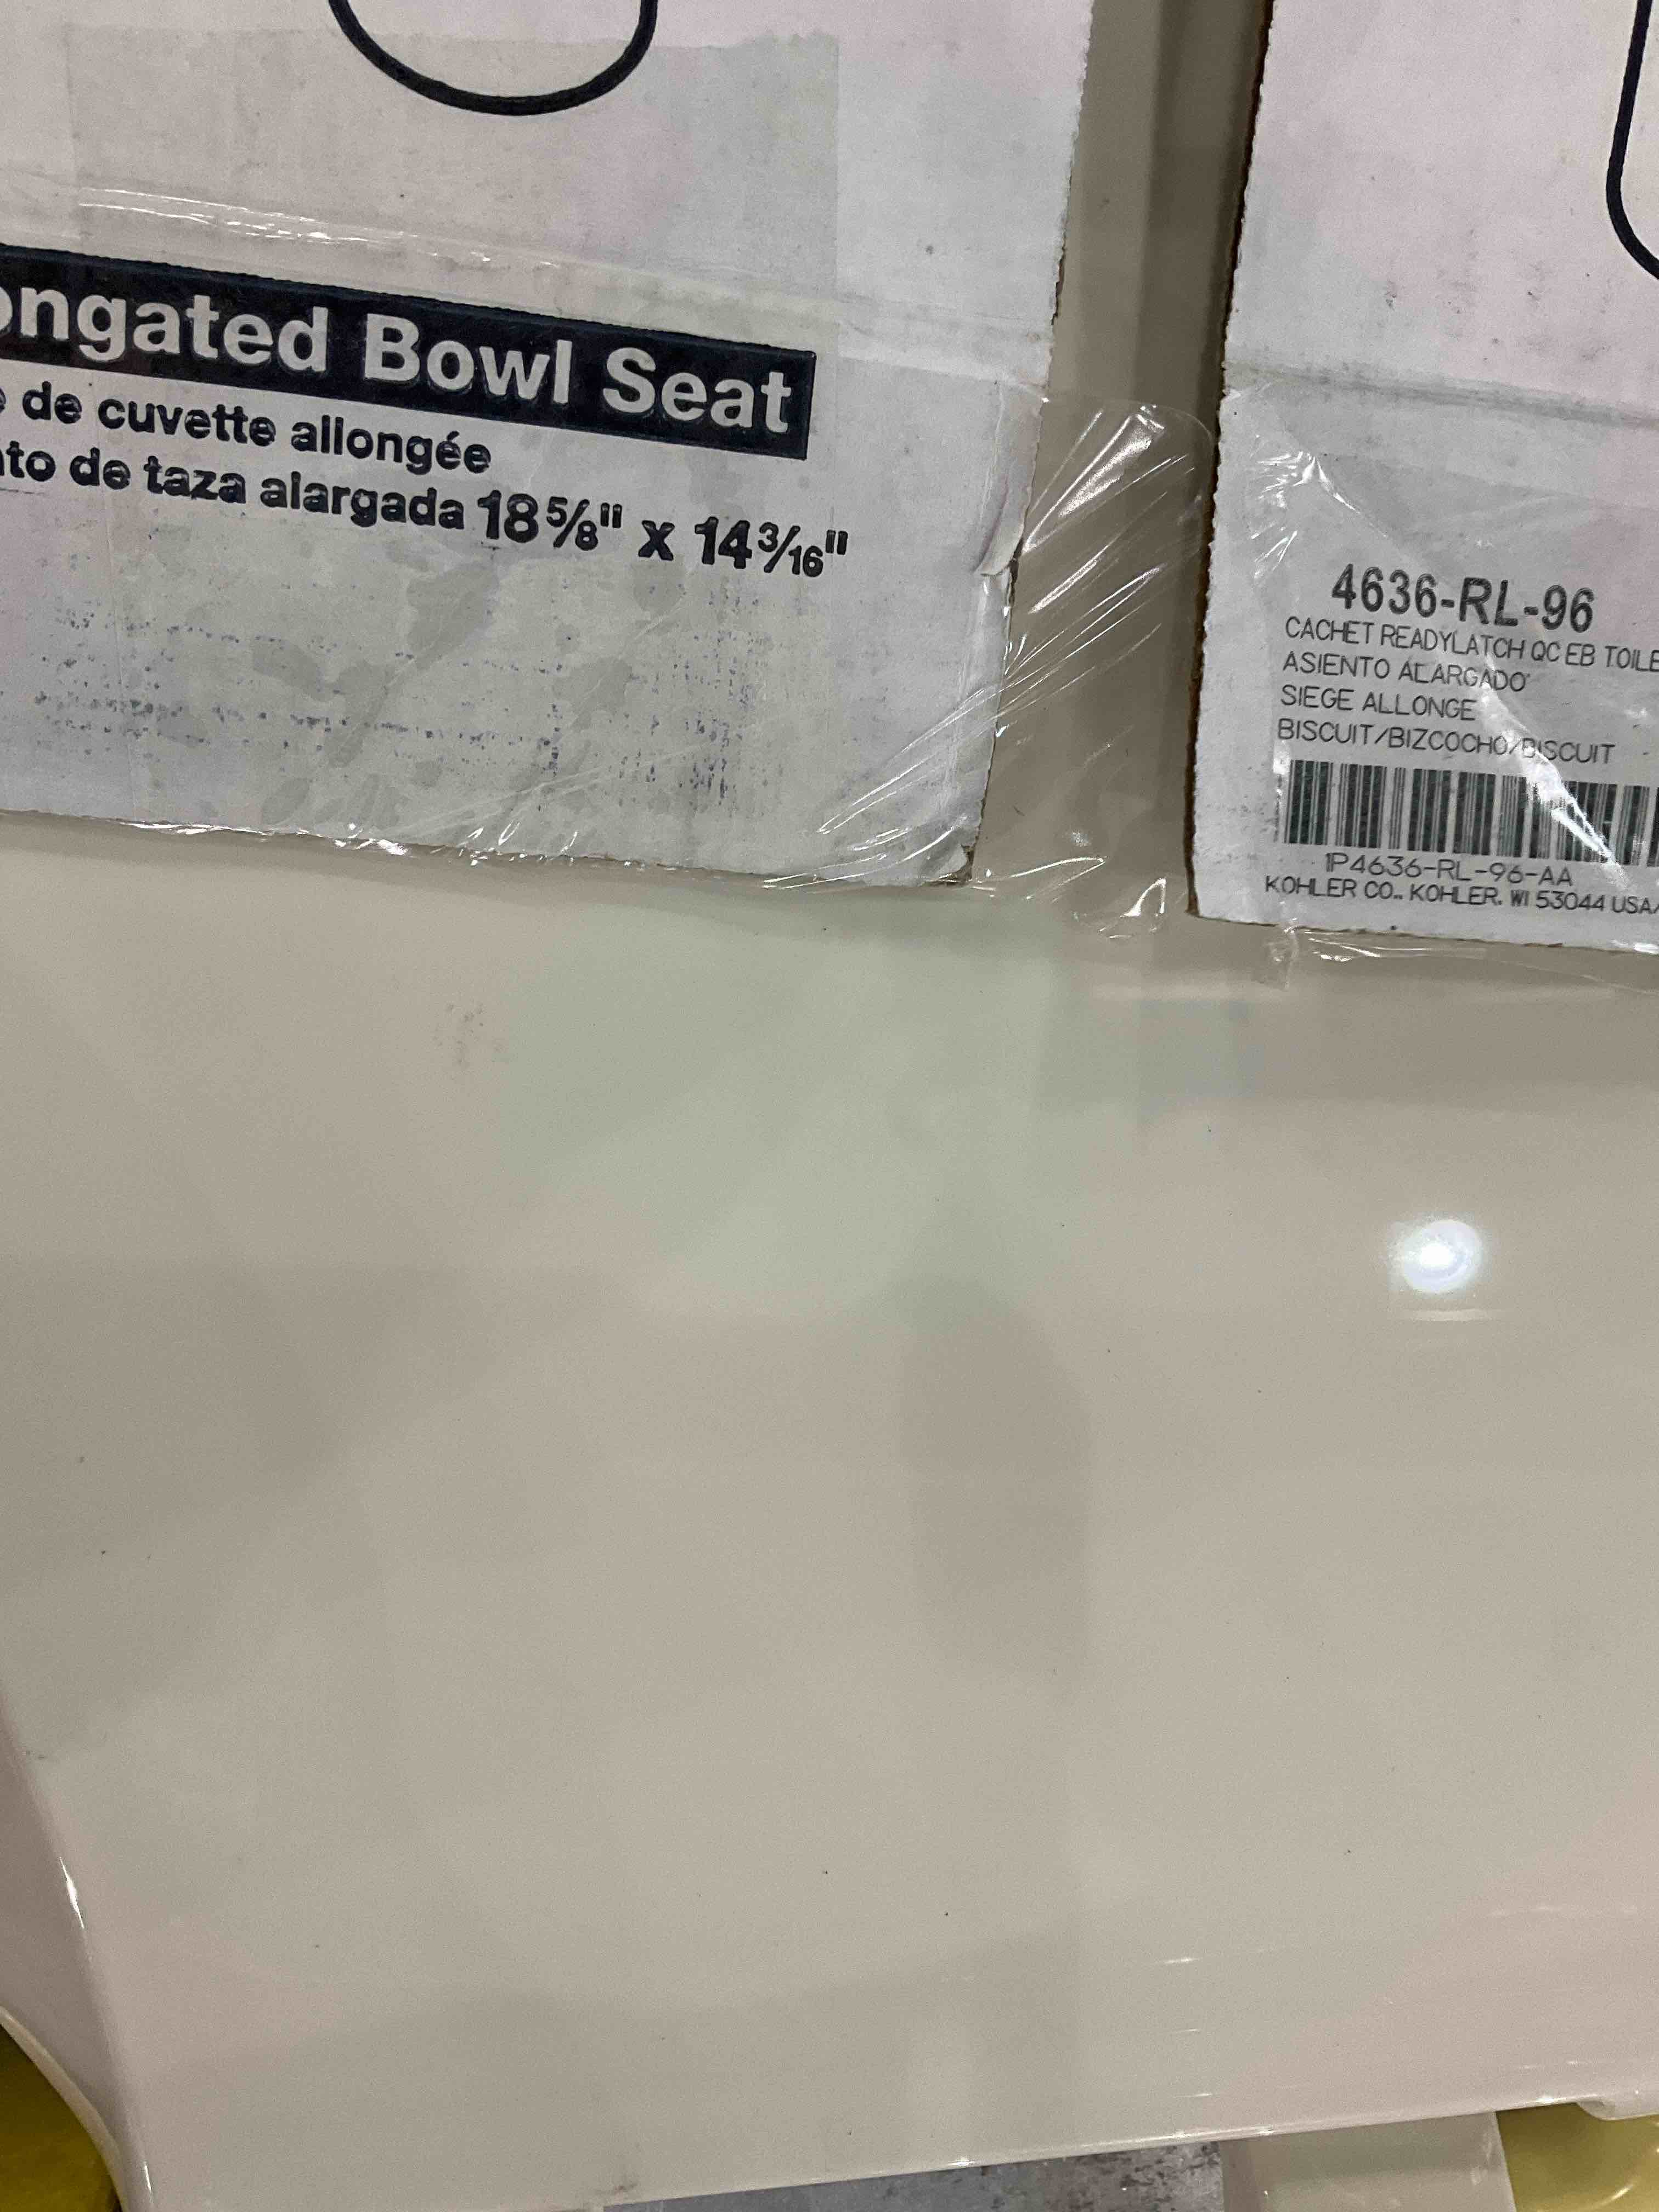 ongated Bowl Seat
de cuvette allongée
to de taza alargada 18 5/8" x 14 3/16"
4636-RL-96
CACHET READYLATCH QC EB TOILE
ASIENTO ALARGADO
SIEGE ALLONGE
BISCUIT/BIZCOCHO/BISCUIT
1P4636-RL-96-AA
KOHLER CO., KOHLER, WI 53044 USA/